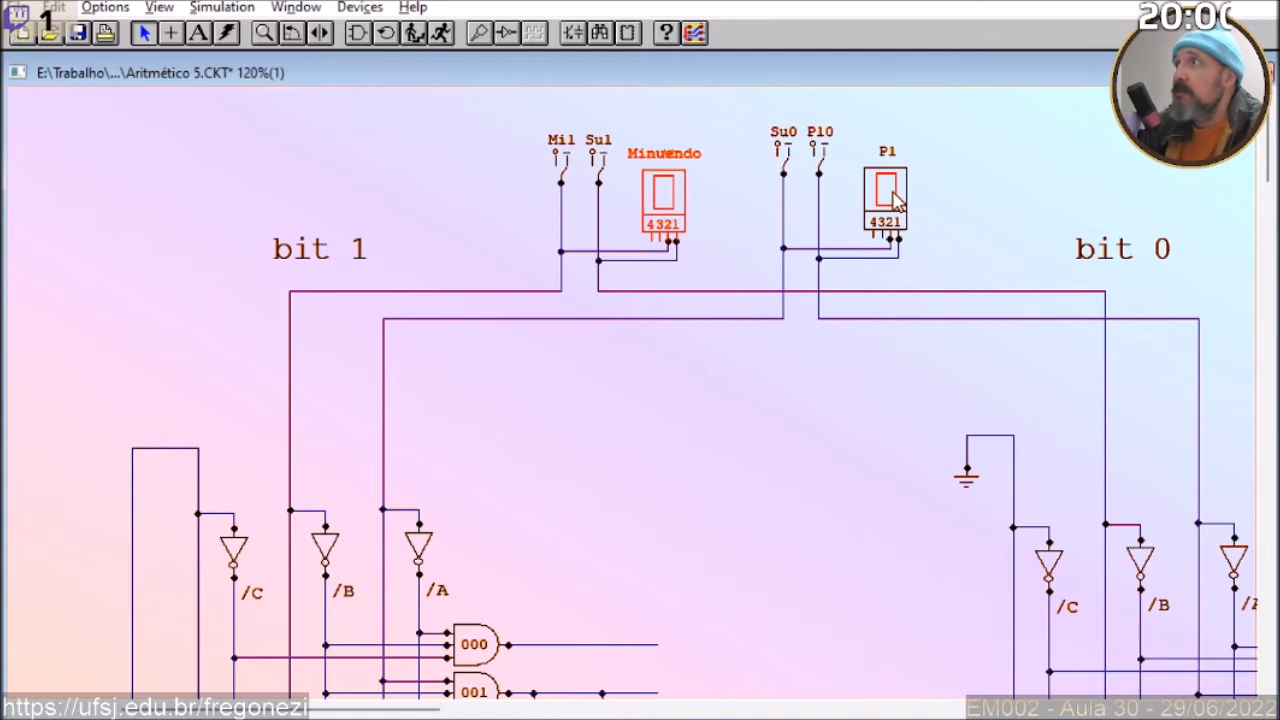 1
Edit Options View Simulation Window Devices Help
20:00
E:\Trabalho\...\Aritmético 5.CKT* 120%(1)
Mi1 Su1 Minuendo
Su0 P10 P1
4321
4321
bit 1
bit 0
/C /B /A
/C /B
000
001
https://ufsj.edu.br/fregonezi
EM002 - Aula 30 - 29/06/2022